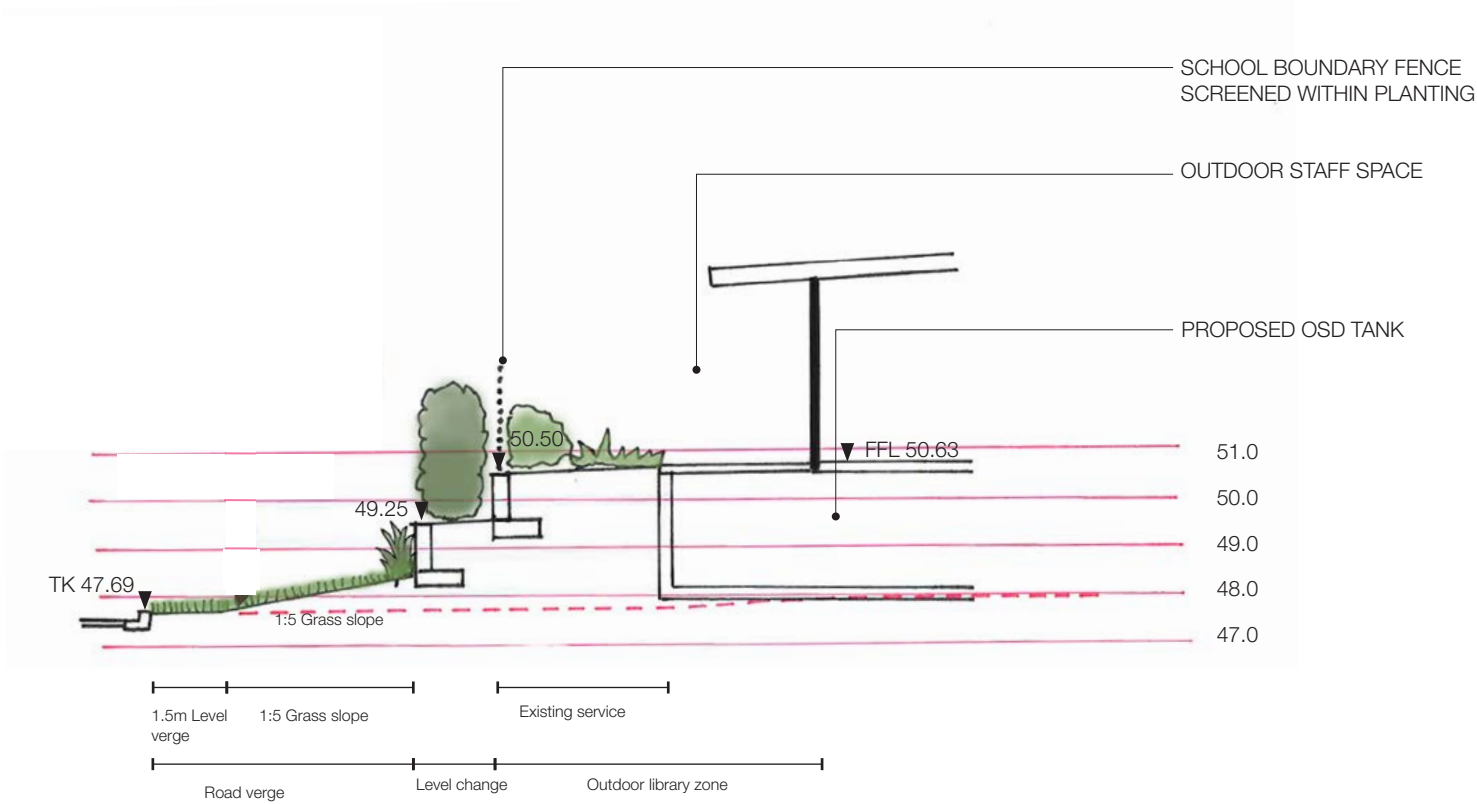 SCHOOL BOUNDARY FENCE
SCREENED WITHIN PLANTING
OUTDOOR STAFF SPACE
PROPOSED OSD TANK
50.50
FFL 50.63
51.0
50.0
49.25
49.0
TK 47.69
48.0
1:5 Grass slope
47.0
1.5m Level
verge
1:5 Grass slope
Existing service
Road verge
Level change
Outdoor library zone